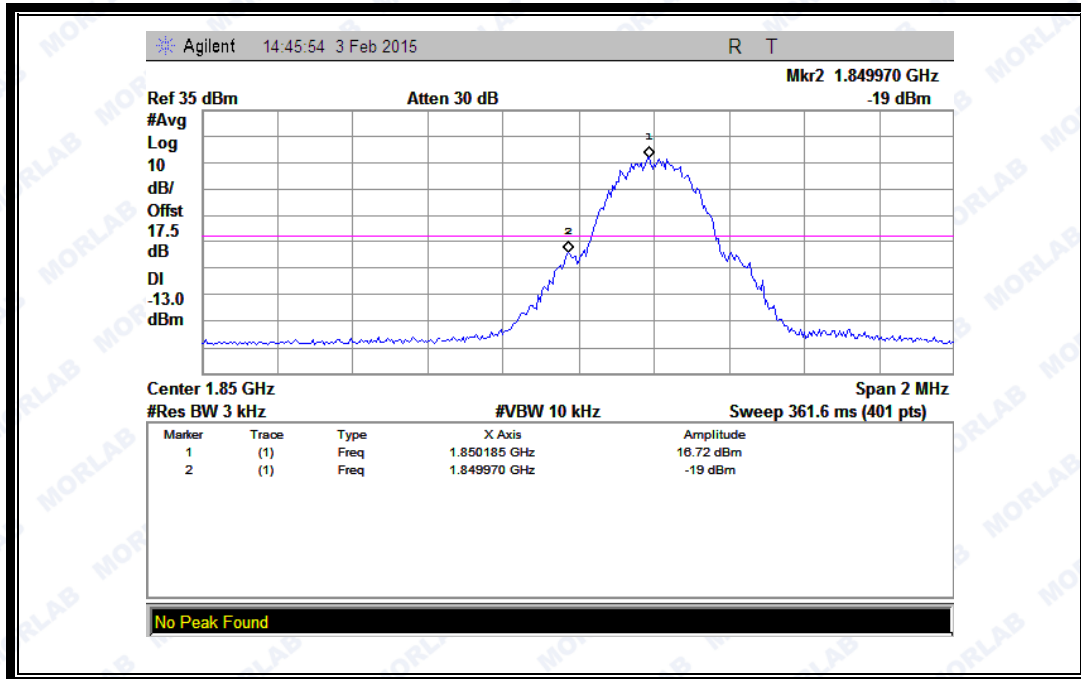 Agilent 14:45:54 3 Feb 2015 R T
Mkr2 1.849970 GHz
Ref 35 dBm Atten 30 dB -19 dBm
#Avg
Log
10
dB/
Offst
17.5
dB
DI
-13.0
dBm
1
2
Center 1.85 GHz Span 2 MHz
#Res BW 3 kHz #VBW 10 kHz Sweep 361.6 ms (401 pts)
Marker Trace Type X Axis Amplitude
1 (1) Freq 1.850185 GHz 16.72 dBm
2 (1) Freq 1.849970 GHz -19 dBm
No Peak Found
MORLAB